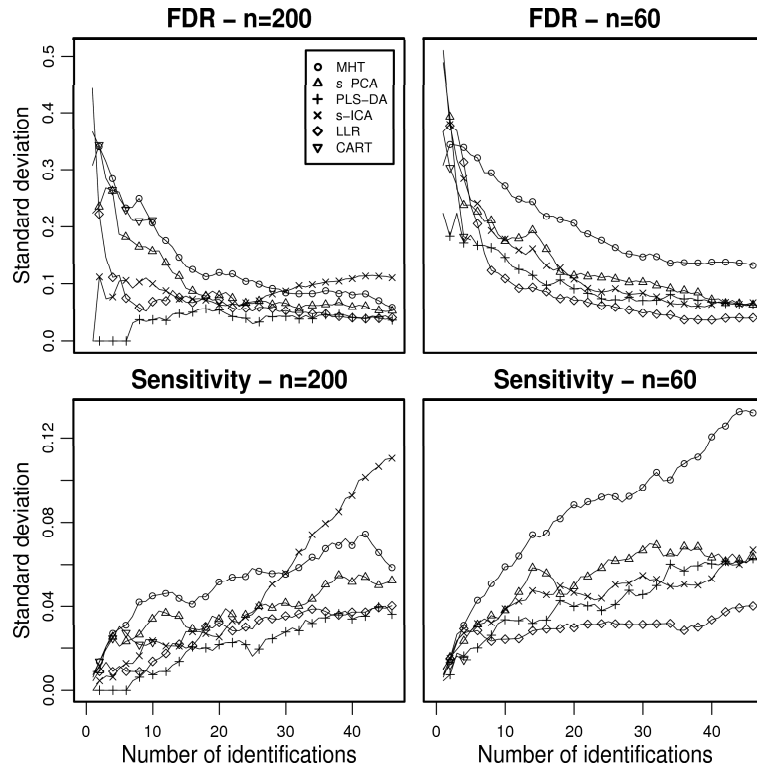 FDR − n=200
FDR − n=60
Standard deviation
0.5
0.4
0.3
0.2
0.1
0.0
MHT
s PCA
PLS−DA
s−ICA
LLR
CART
Sensitivity − n=200
Sensitivity − n=60
Standard deviation
0.12
0.08
0.04
0.00
0 10 20 30 40
0 10 20 30 40
Number of identifications
Number of identifications